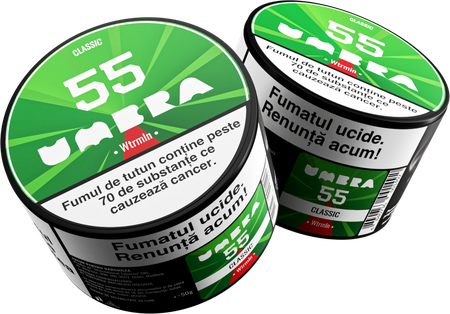 CLASSIC
55
UMBRA
Wtrmln
Fumul de tutun conține peste
70 de substanțe ce
cauzează cancer.
Fumatul ucide.
Renunță acum!
UMBRA
55
CLASSIC
Wtrmln
50g
CLASSIC
55
UMBRA
Wtrmln
Fumul de tutun conține peste
70 de substanțe ce
cauzează cancer.
Fumatul ucide.
Renunță acum!
UMBRA
55
CLASSIC
Wtrmln